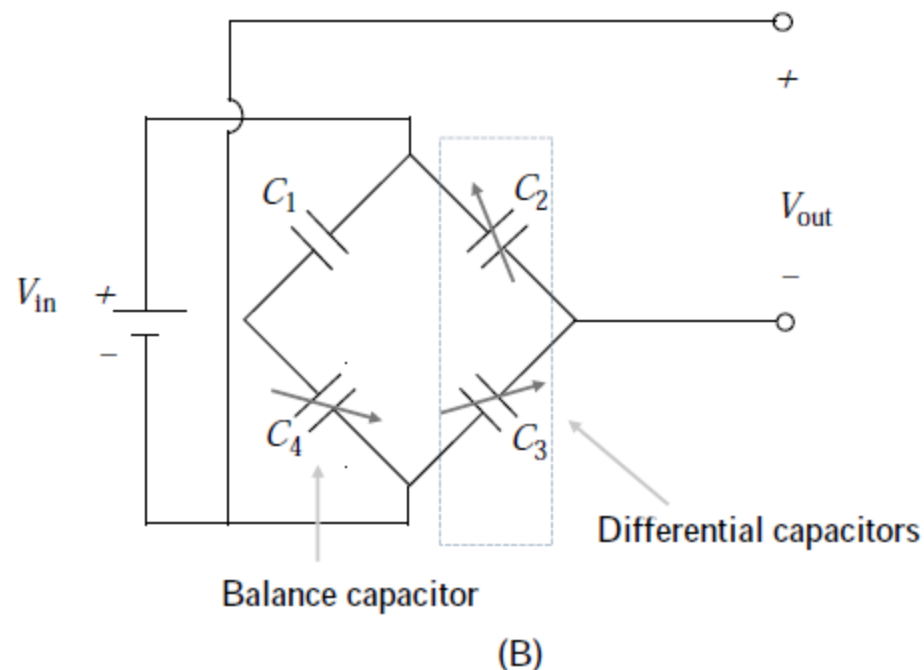 +
C1
C2
Vout
Vin
+
−
−
C4
C3
Differential capacitors
Balance capacitor
(B)